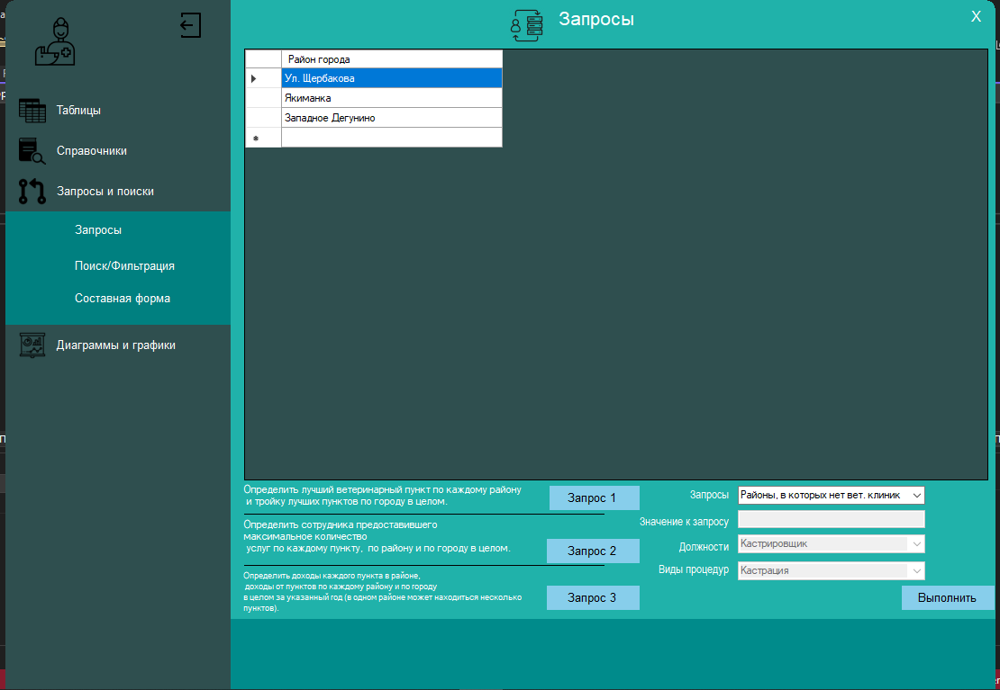 Запросы
X
Таблицы
Справочники
Запросы и поиски
Запросы
Поиск/Фильтрация
Составная форма
Диаграммы и графики
Район города
Ул. Щербакова
Якиманка
Западное Дегунино
Определить лучший ветеринарный пункт по каждому району
и тройку лучших пунктов по городу в целом.
Запрос 1
Определить сотрудника предоставившего
максимальное количество
услуг по каждому пункту, по району и по городу в целом.
Запрос 2
Определить доходы каждого пункта в районе,
доходы от пунктов по каждому району и по городу
в целом за указанный год (в одном районе может находиться несколько
пунктов).
Запрос 3
Запросы
Районы, в которых нет вет. клиник
Значение к запросу
Должности
Кастрировщик
Виды процедур
Кастрация
Выполнить